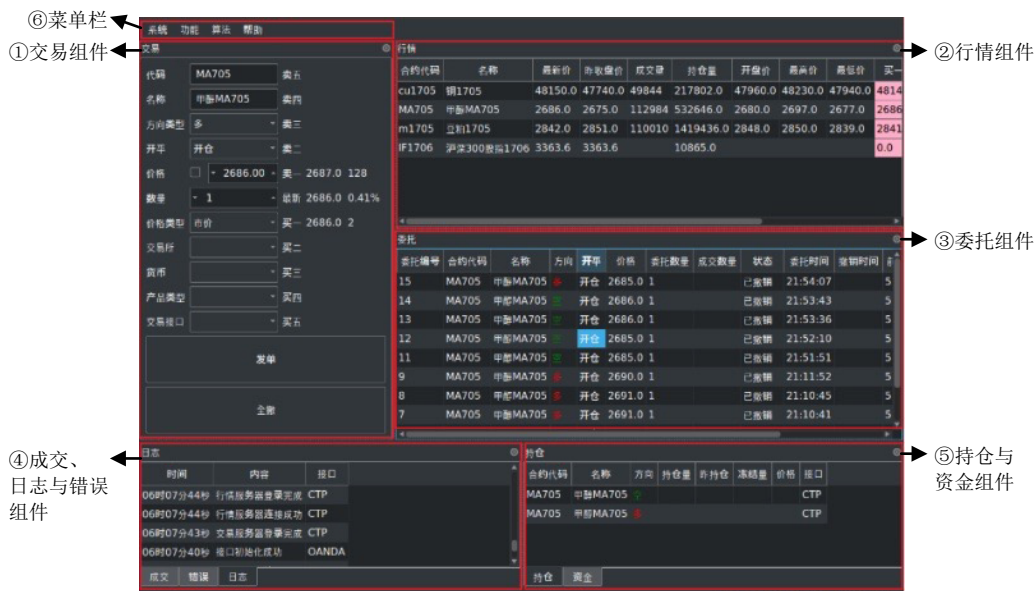 ⑥菜单栏
系统 功能 算法 帮助
①交易组件
交易
代码 MA705 卖五
名称 甲醇MA705 卖四
方向类型 多 卖三
开平 开仓 卖二
价格 2686.00 卖一 2687.0 128
数量 1 最新 2686.0 0.41%
价格类型 市价 买一 2686.0 2
交易所 买二
货币 买三
产品类型 买四
交易接口 买五
发单
全撤
②行情组件
行情
合约代码 名称 最新价 昨收盘价 成交量 持仓量 开盘价 最高价 最低价 买一
cu1705 铜1705 48150.0 47740.0 49844 217802.0 47960.0 48230.0 47940.0 4814
MA705 甲醇MA705 2686.0 2675.0 112984 532646.0 2680.0 2697.0 2677.0 2686
m1705 豆粕1705 2842.0 2851.0 110010 1419436.0 2848.0 2850.0 2839.0 2841
IF1706 沪深300股指1706 3363.6 3363.6 10865.0 0.0
③委托组件
委托
委托编号 合约代码 名称 方向 开平 价格 委托数量 成交数量 状态 委托时间 撤销时间
15 MA705 甲醇MA705 多 开仓 2685.0 1 已撤销 21:54:07 5
14 MA705 甲醇MA705 空 开仓 2686.0 1 已撤销 21:53:43 5
13 MA705 甲醇MA705 空 开仓 2686.0 1 已撤销 21:53:36 5
12 MA705 甲醇MA705 空 开仓 2685.0 1 已撤销 21:52:10 5
11 MA705 甲醇MA705 空 开仓 2685.0 1 已撤销 21:51:51 5
9 MA705 甲醇MA705 多 开仓 2690.0 1 已撤销 21:11:52 5
8 MA705 甲醇MA705 多 开仓 2691.0 1 已撤销 21:10:45 5
7 MA705 甲醇MA705 多 开仓 2691.0 1 已撤销 21:10:41 5
④成交、
日志与错误
组件
日志
时间 内容 接口
06时07分44秒 行情服务器登录完成 CTP
06时07分44秒 行情服务器连接成功 CTP
06时07分43秒 交易服务器登录完成 CTP
06时07分40秒 接口初始化成功 OANDA
成交 错误 日志
⑤持仓与
资金组件
持仓
合约代码 名称 方向 持仓量 昨持仓 冻结量 价格 接口
MA705 甲醇MA705 空 CTP
MA705 甲醇MA705 多 CTP
持仓 资金